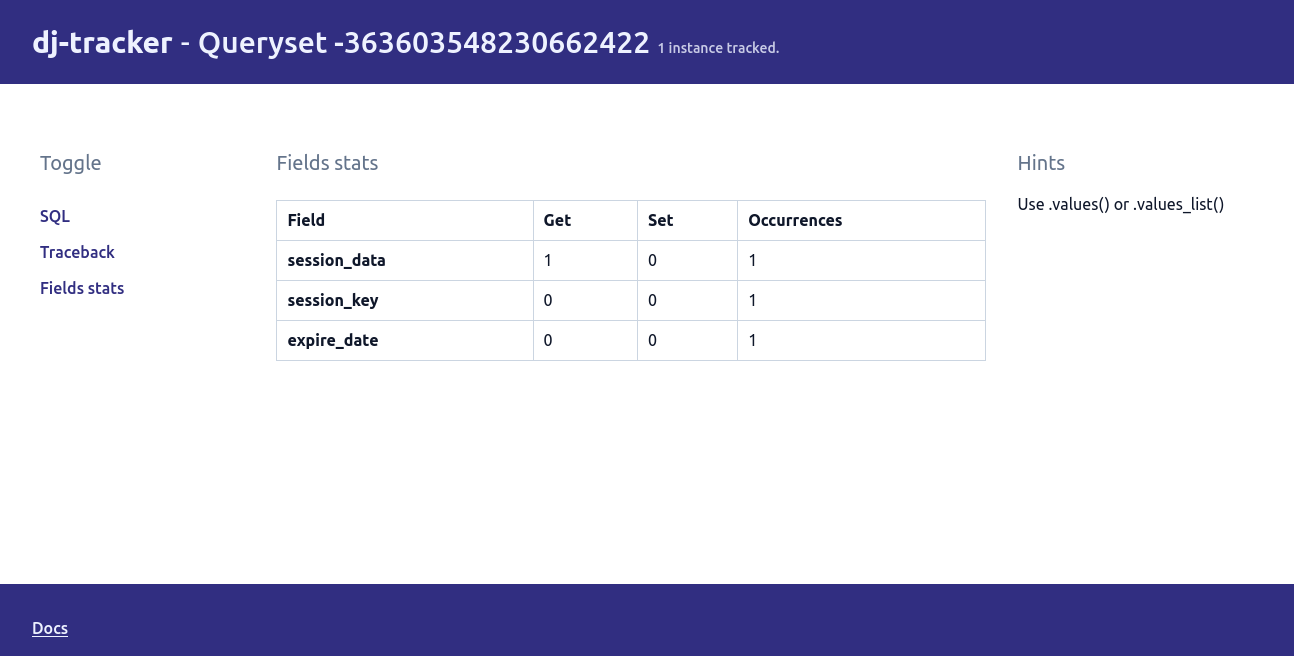 dj-tracker - Queryset -363603548230662422 1 instance tracked.
Toggle
SQL
Traceback
Fields stats
Fields stats
Field Get Set Occurrences
session_data 1 0 1
session_key 0 0 1
expire_date 0 0 1
Hints
Use .values() or .values_list()
Docs